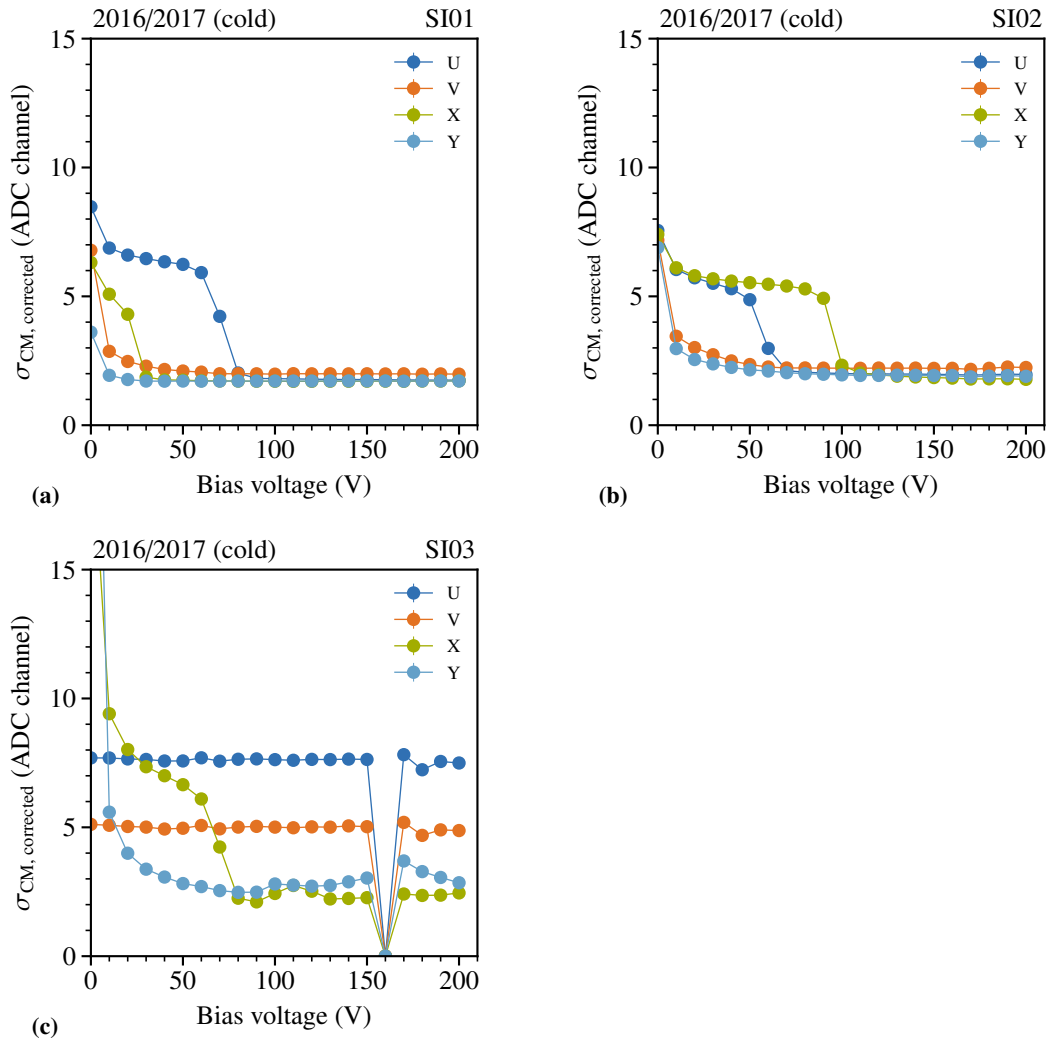 2016/2017 (cold) SI01
15
10
5
0
σCM, corrected (ADC channel)
U
V
X
Y
0 50 100 150 200
Bias voltage (V)
(a)
2016/2017 (cold) SI02
15
10
5
0
σCM, corrected (ADC channel)
U
V
X
Y
0 50 100 150 200
Bias voltage (V)
(b)
2016/2017 (cold) SI03
15
10
5
0
σCM, corrected (ADC channel)
U
V
X
Y
0 50 100 150 200
Bias voltage (V)
(c)